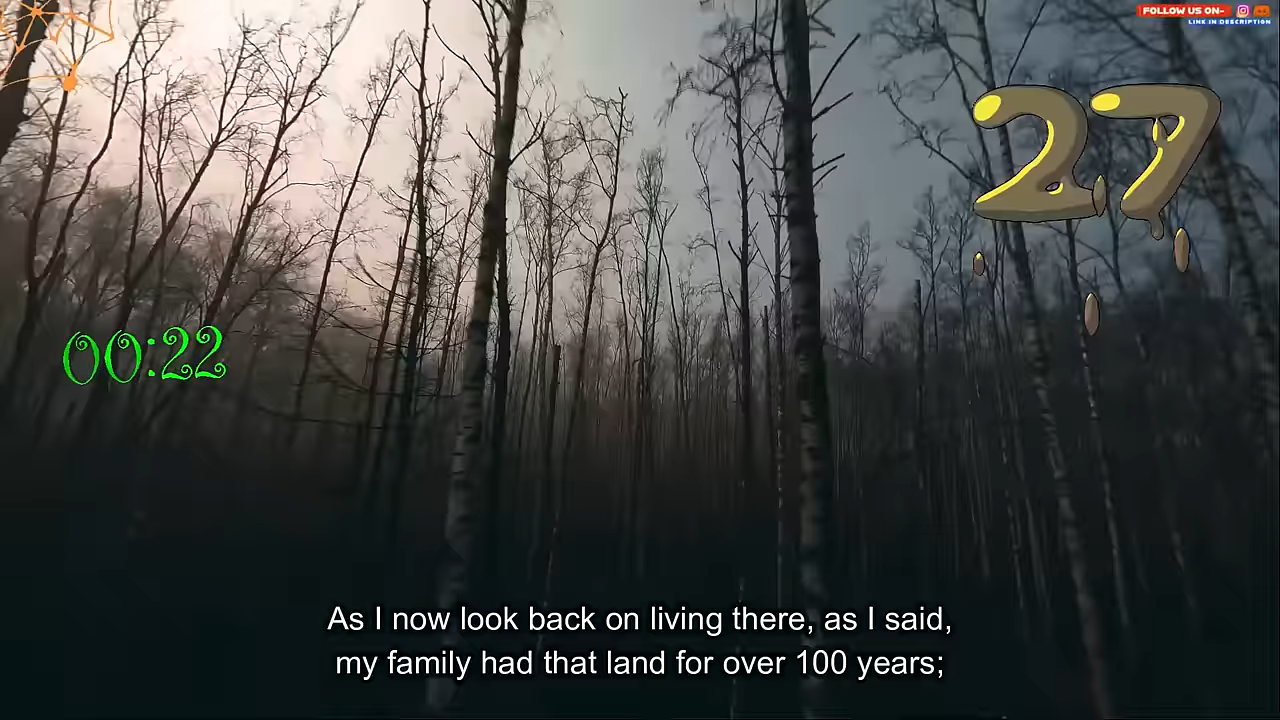 FOLLOW US ON-
LINK IN DESCRIPTION
27
00:22
As I now look back on living there, as I said,
my family had that land for over 100 years;